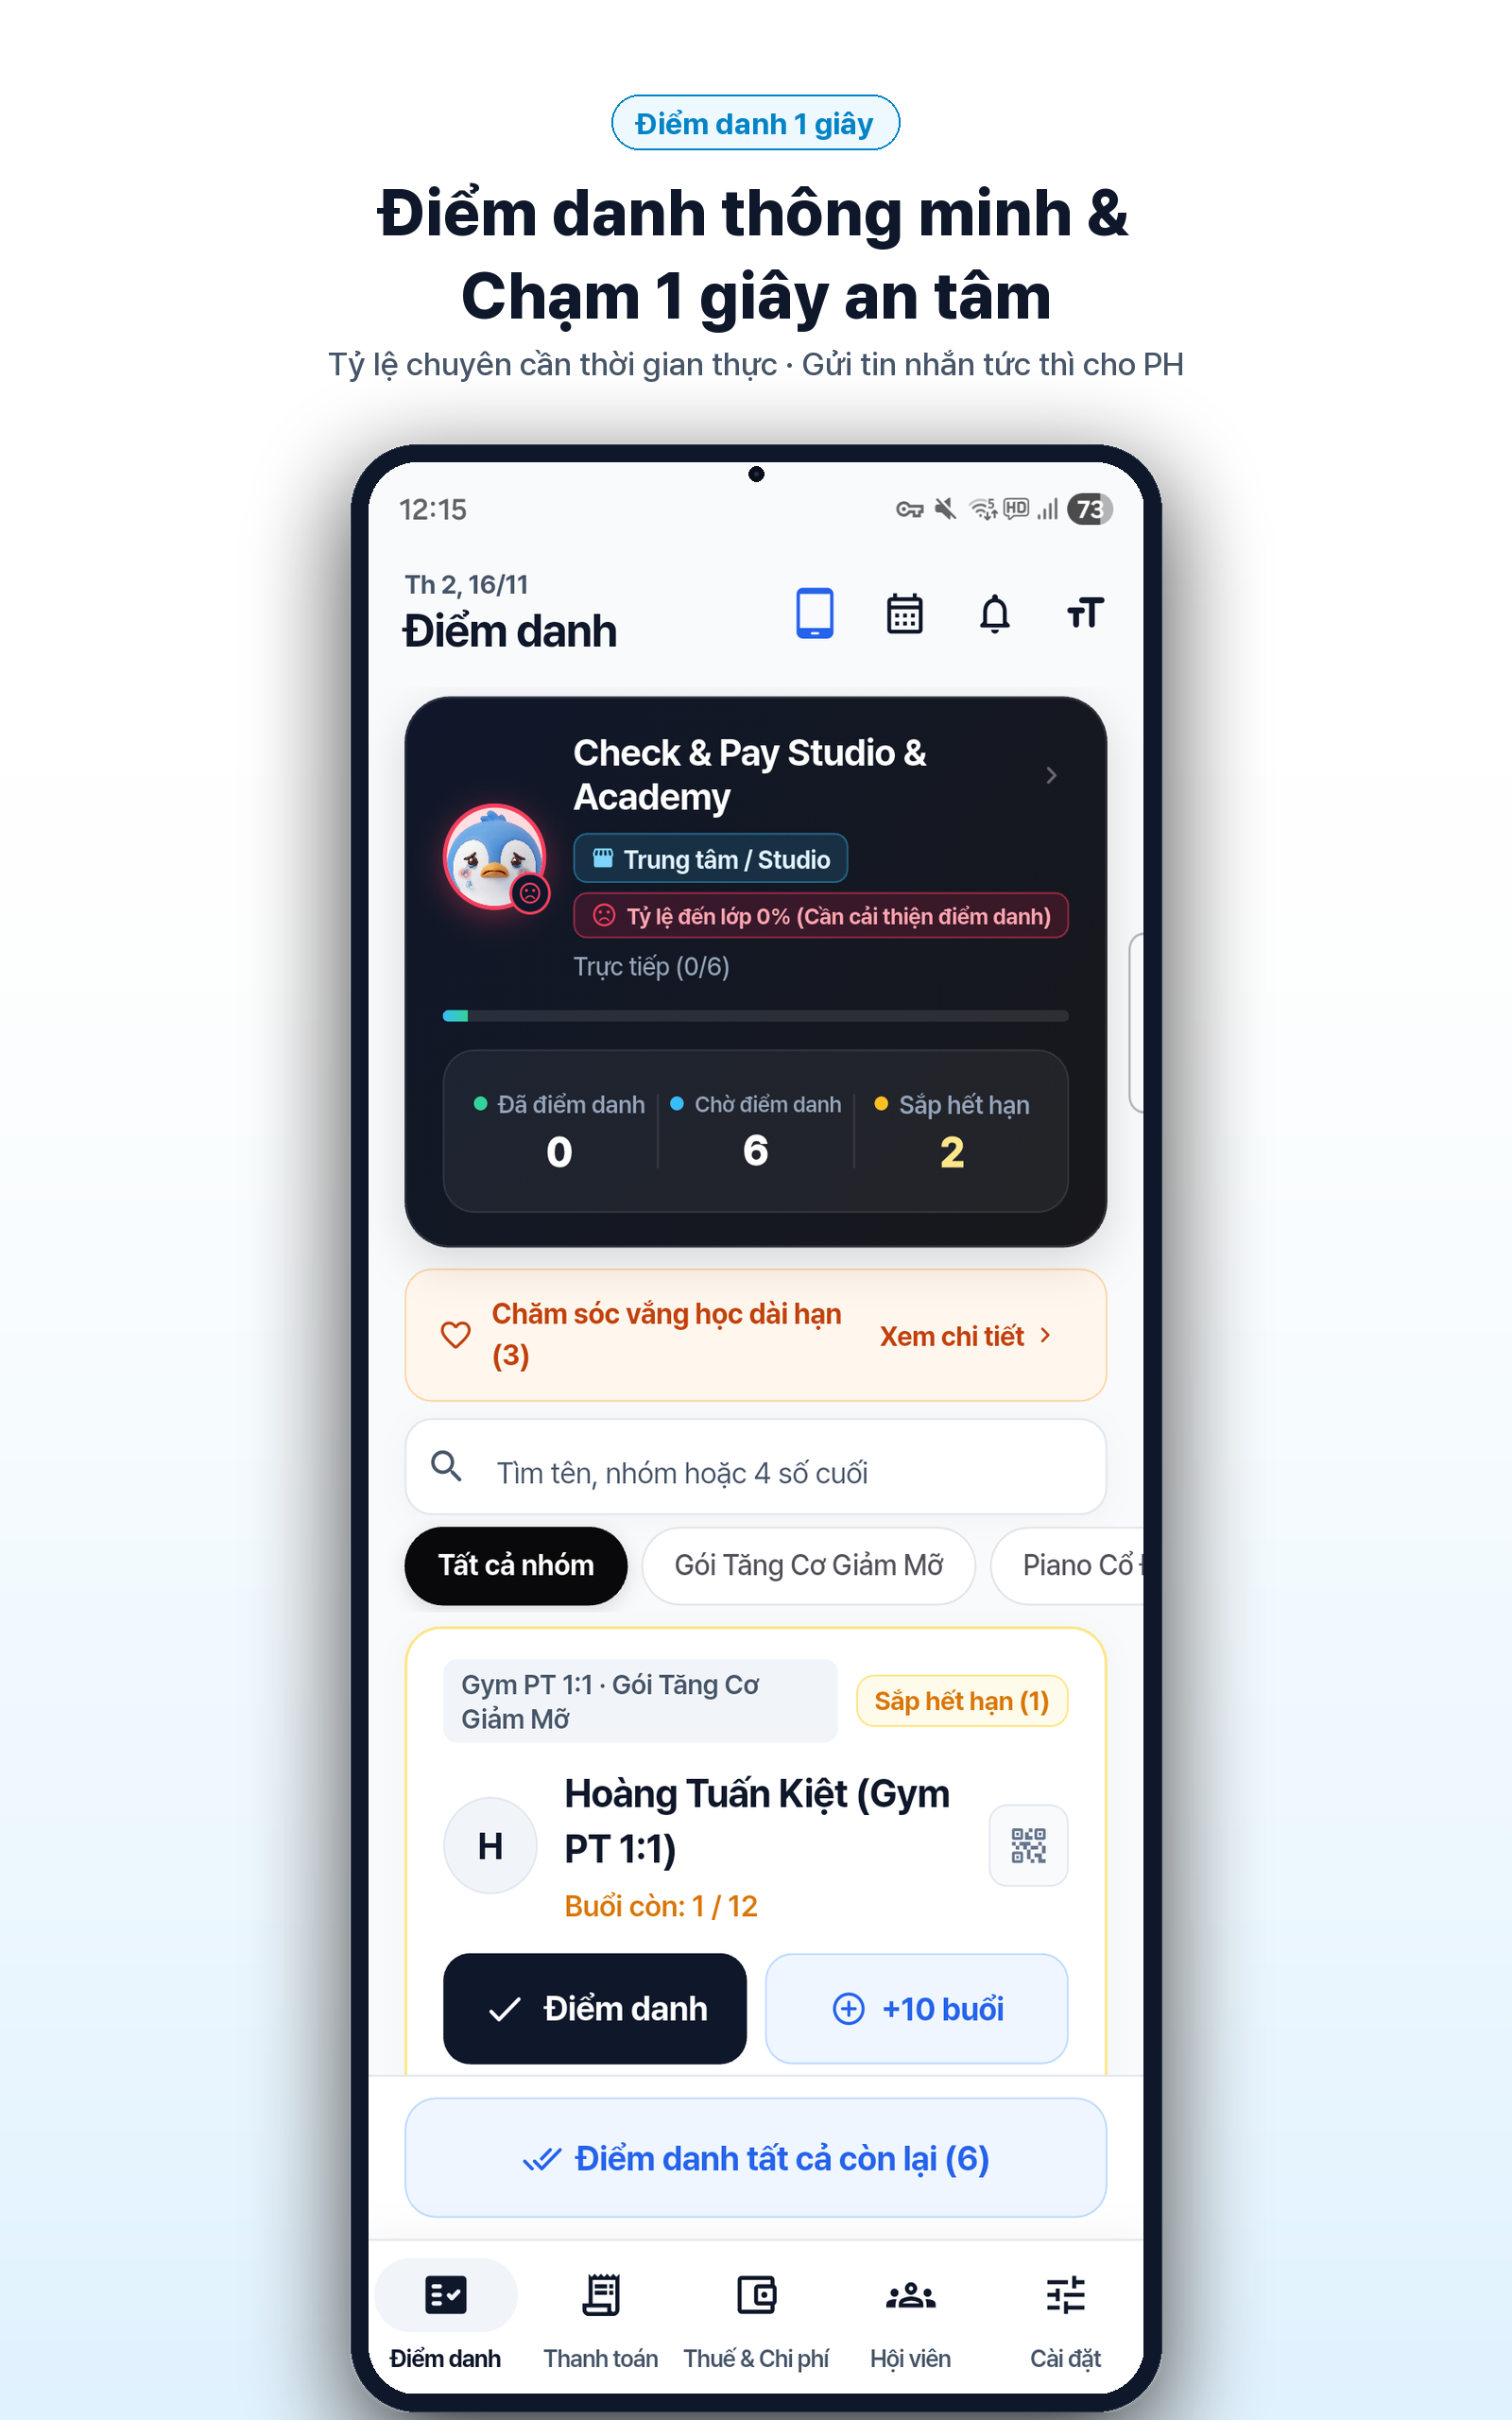 Điểm danh 1 giây
Điểm danh thông minh &
Chạm 1 giây an tâm
Tỷ lệ chuyên cần thời gian thực · Gửi tin nhắn tức thì cho PH
12:15
5
HD
73
Th 2, 16/11
Điểm danh
Check & Pay Studio &
Academy
Trung tâm / Studio
Tỷ lệ đến lớp 0% (Cần cải thiện điểm danh)
Trực tiếp (0/6)
Đã điểm danh
Chờ điểm danh
Sắp hết hạn
0
6
2
Chăm sóc vắng học dài hạn
(3)
Xem chi tiết
Tìm tên, nhóm hoặc 4 số cuối
Tất cả nhóm
Gói Tăng Cơ Giảm Mỡ
Piano Cổ
Gym PT 1:1 · Gói Tăng Cơ
Giảm Mỡ
Sắp hết hạn (1)
H
Hoàng Tuấn Kiệt (Gym
PT 1:1)
Buổi còn: 1 / 12
Điểm danh
+10 buổi
Điểm danh tất cả còn lại (6)
Điểm danh
Thanh toán
Thuế & Chi phí
Hội viên
Cài đặt